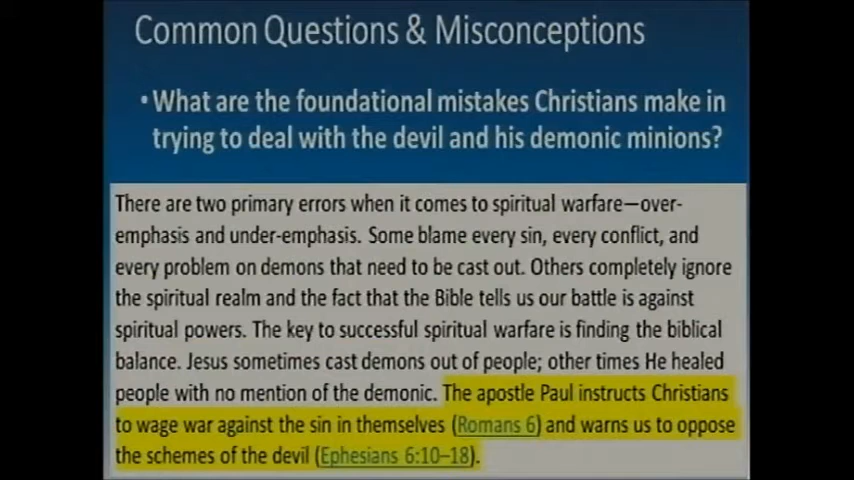 Common Questions & Misconceptions
• What are the foundational mistakes Christians make in
trying to deal with the devil and his demonic minions?
There are two primary errors when it comes to spiritual warfare—over-
emphasis and under-emphasis. Some blame every sin, every conflict, and
every problem on demons that need to be cast out. Others completely ignore
the spiritual realm and the fact that the Bible tells us our battle is against
spiritual powers. The key to successful spiritual warfare is finding the biblical
balance. Jesus sometimes cast demons out of people; other times He healed
people with no mention of the demonic. The apostle Paul instructs Christians
to wage war against the sin in themselves (Romans 6) and warns us to oppose
the schemes of the devil (Ephesians 6:10–18).